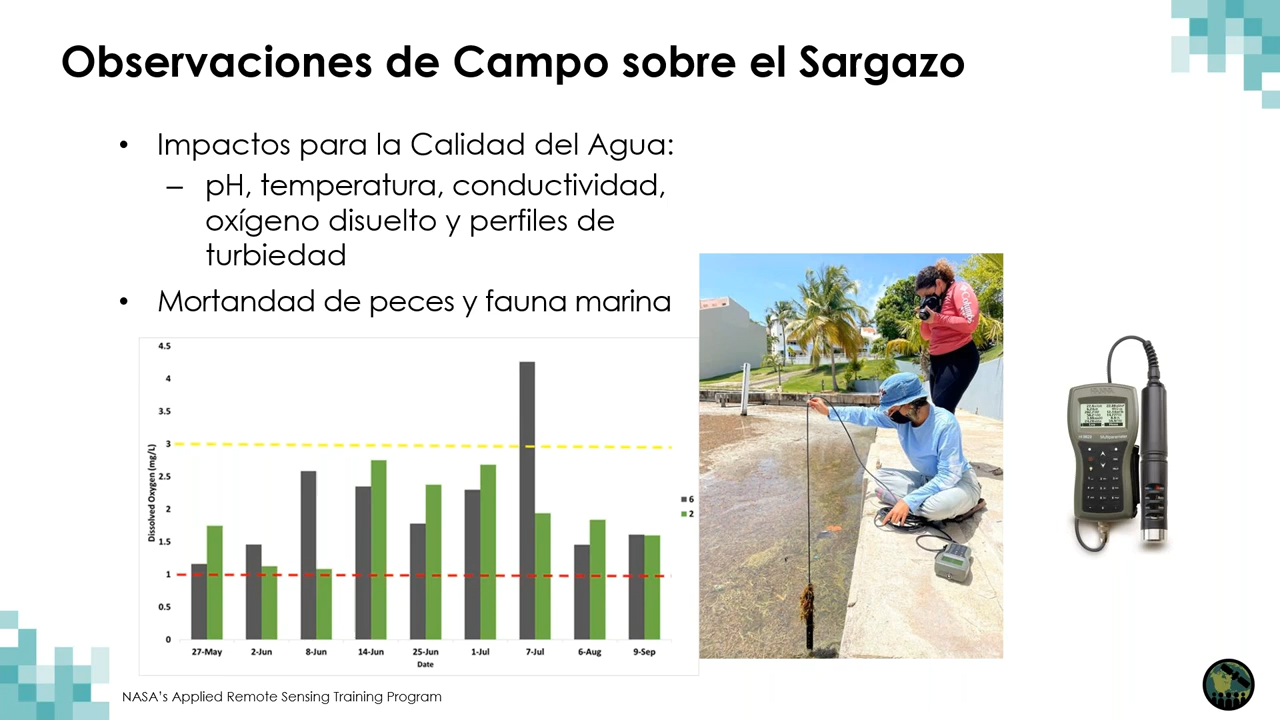 Observaciones de Campo sobre el Sargazo
• Impactos para la Calidad del Agua:
– pH, temperatura, conductividad,
oxígeno disuelto y perfiles de
turbiedad
• Mortandad de peces y fauna marina
4.5
4
3.5
3
2.5
2
1.5
1
0.5
0
Dissolved Oxygen (mg/L)
27-May 2-Jun 8-Jun 14-Jun 25-Jun 1-Jul 7-Jul 6-Aug 9-Sep
Date
6
2
Columbia
NASA's Applied Remote Sensing Training Program